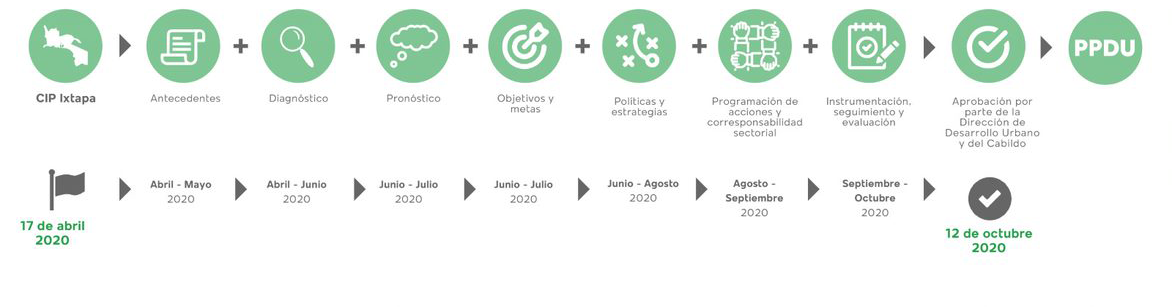 PPDU
CIP Ixtapa
Antecedentes
Diagnóstico
Pronóstico
Objetivos y
metas
Políticas y
estrategias
Programación de
acciones y
corresponsabilidad
sectorial
Instrumentación,
seguimiento y
evaluación
Aprobación por
parte de la
Dirección de
Desarrollo Urbano
y del Cabildo
17 de abril
2020
Abril - Mayo
2020
Abril - Junio
2020
Junio - Julio
2020
Junio - Julio
2020
Junio - Agosto
2020
Agosto -
Septiembre
2020
Septiembre -
Octubre
2020
12 de octubre
2020